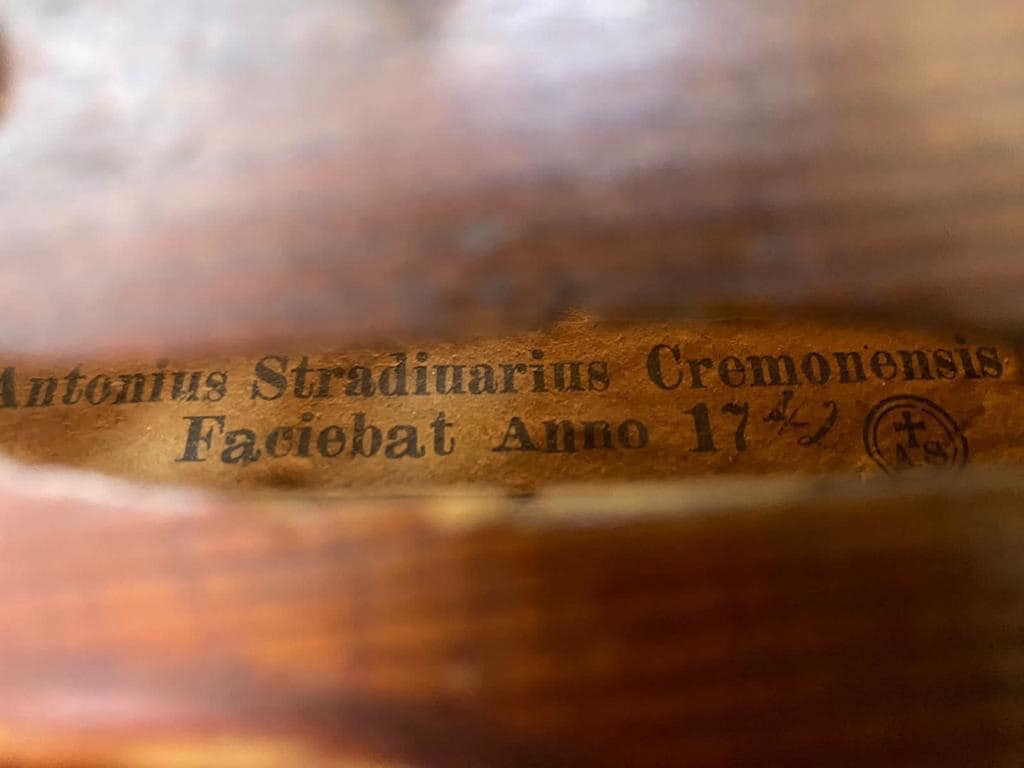 Antonius Stradiuarius Cremonensis
Faciebat Anno 1742
A S